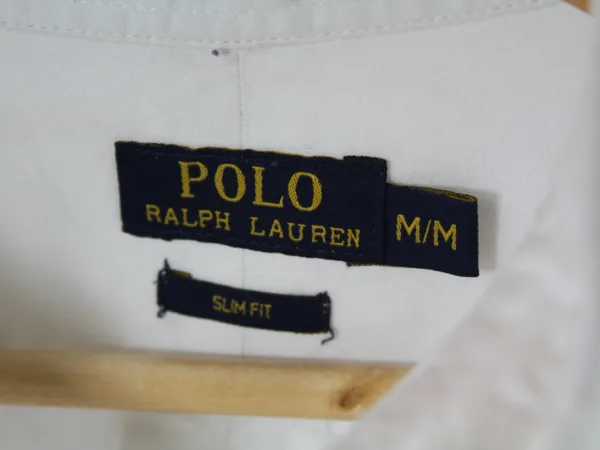 POLO
RALPH LAUREN
M/M
SLIM FIT